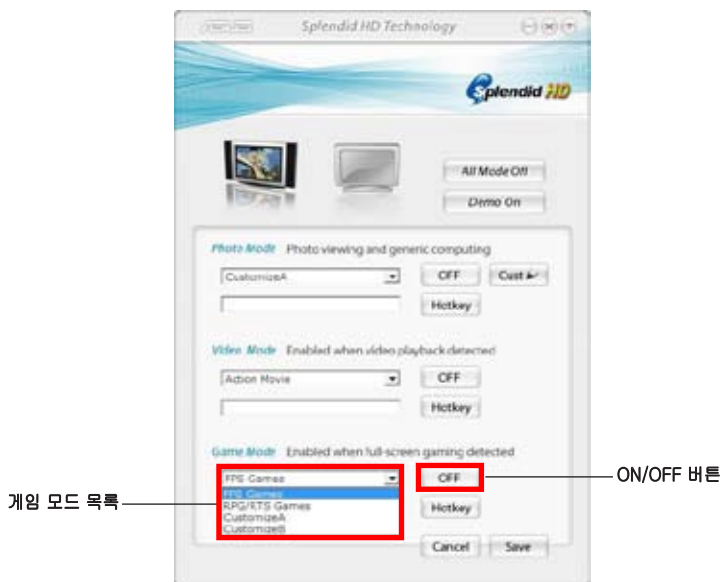 Splendid HD Technology
Splendid HD
All Mode Off
Demo On
Photo Mode Photo viewing and generic computing
CustomizeA OFF Cust
Hotkey
Video Mode Enabled when video playback detected
Action Movie OFF
Hotkey
Game Mode Enabled when full-screen gaming detected
FPS Games OFF ON/OFF 버튼
FPS Games
게임 모드 목록 RPG/RTS Games Hotkey
CustomizeA
CustomizeB
Cancel Save